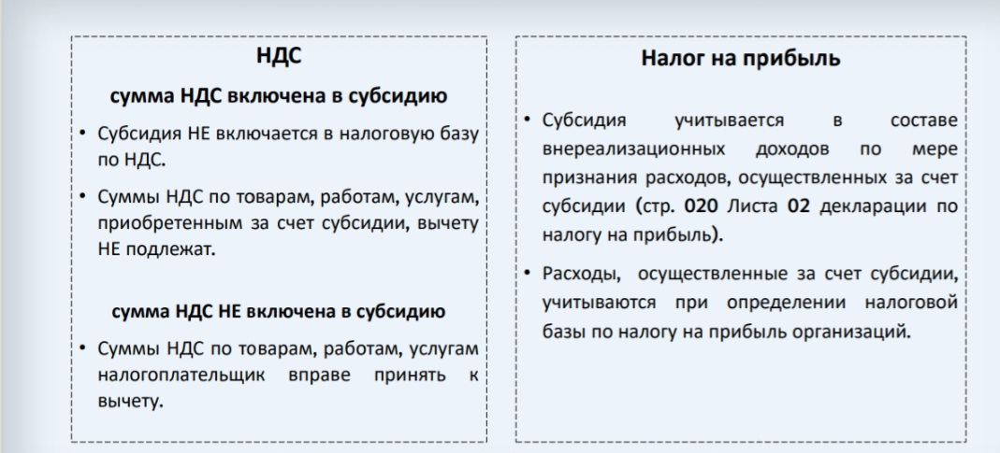 НДС
сумма НДС включена в субсидию
• Субсидия НЕ включается в налоговую базу
по НДС.
• Суммы НДС по товарам, работам, услугам,
приобретенным за счет субсидии, вычету
НЕ подлежат.
сумма НДС НЕ включена в субсидию
• Суммы НДС по товарам, работам, услугам
налогоплательщик вправе принять к
вычету.
Налог на прибыль
• Субсидия учитывается в составе
внереализационных доходов по мере
признания расходов, осуществленных за счет
субсидии (стр. 020 Листа 02 декларации по
налогу на прибыль).
• Расходы, осуществленные за счет субсидии,
учитываются при определении налоговой
базы по налогу на прибыль организаций.